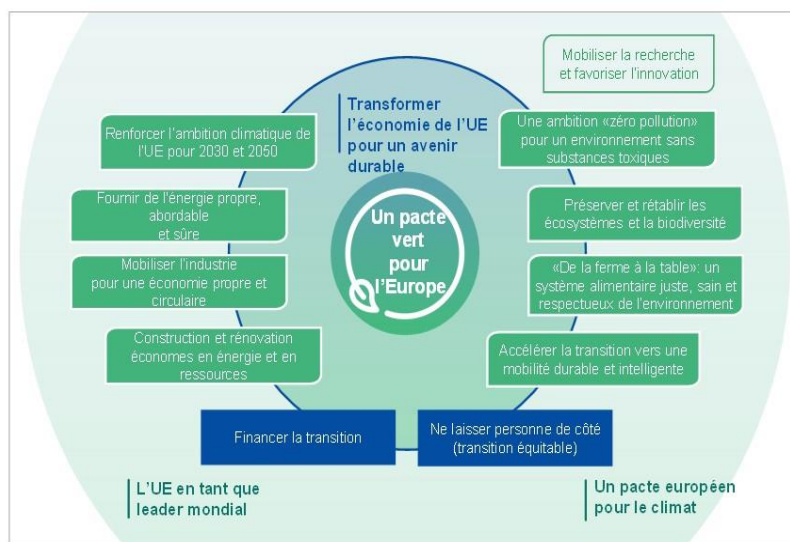 Mobiliser la recherche
et favoriser l'innovation
Transformer
l'économie de l'UE
pour un avenir
durable
Renforcer l'ambition climatique de
l'UE pour 2030 et 2050
Fournir de l'énergie propre,
abordable
et sûre
Mobiliser l'industrie
pour une économie propre et
circulaire
Construction et rénovation
économes en énergie et en
ressources
Un pacte
vert
pour
l'Europe
Une ambition «zéro pollution»
pour un environnement sans
substances toxiques
Préserver et rétablir les
écosystèmes et la biodiversité
«De la ferme à la table»: un
système alimentaire juste, sain et
respectueux de l'environnement
Accélérer la transition vers une
mobilité durable et intelligente
Financer la transition
Ne laisser personne de côté
(transition équitable)
L'UE en tant que
leader mondial
Un pacte européen
pour le climat